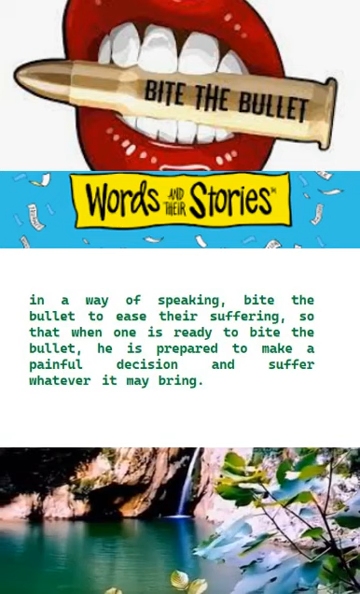 BITE THE BULLET
Words AND THEIR Stories
in a way of speaking, bite the
bullet to ease their suffering, so
that when one is ready to bite the
bullet, he is prepared to make a
painful decision and suffer
whatever it may bring.